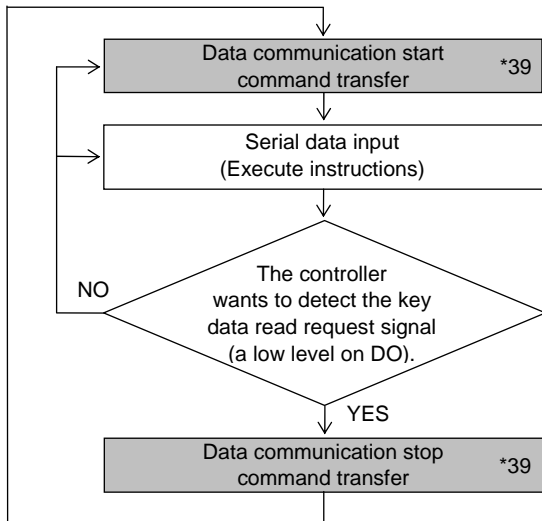 Data communication start
command transfer
*39
Serial data input
(Execute instructions)
The controller
wants to detect the key
data read request signal
(a low level on DO).
NO
YES
Data communication stop
command transfer
*39